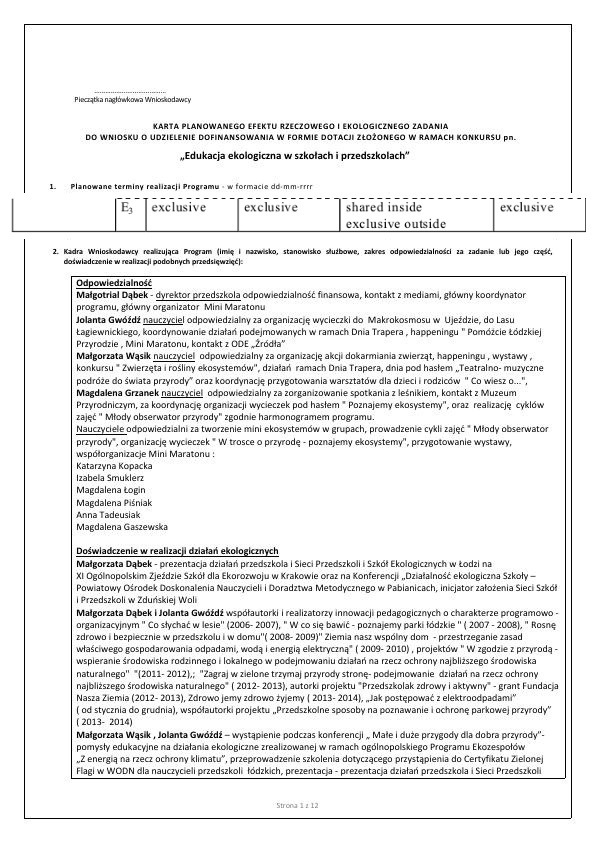 .......................................
Pieczątka nagłówkowa Wnioskodawcy
KARTA PLANOWANEGO EFEKTU RZECZOWEGO I EKOLOGICZNEGO ZADANIA
DO WNIOSKU O UDZIELENIE DOFINANSOWANIA W FORMIE DOTACJI ZŁOŻONEGO W RAMACH KONKURSU pn.
„Edukacja ekologiczna w szkołach i przedszkolach"
1. Planowane terminy realizacji Programu - w formacie dd-mm-rrrr
E3 exclusive exclusive shared inside exclusive
exclusive outside
2. Kadra Wnioskodawcy realizująca Program (imię i nazwisko, stanowisko służbowe, zakres odpowiedzialności za zadanie lub jego część,
doświadczenie w realizacji podobnych przedsięwzięć):
Odpowiedzialność
Małgotrial Dąbek - dyrektor przedszkola odpowiedzialność finansowa, kontakt z mediami, główny koordynator
programu, główny organizator Mini Maratonu
Jolanta Gwóźdź nauczyciel odpowiedzialny za organizację wycieczki do Makrokosmosu w Ujeździe, do Lasu
Łagiewnickiego, koordynowanie działań podejmowanych w ramach Dnia Trapera , happeningu " Pomóżcie Łódzkiej
Przyrodzie , Mini Maratonu, kontakt z ODE „Źródła"
Małgorzata Wąsik nauczyciel odpowiedzialny za organizację akcji dokarmiania zwierząt, happeningu , wystawy ,
konkursu " Zwierzęta i rośliny ekosystemów", działań ramach Dnia Trapera, dnia pod hasłem „Teatralno- muzyczne
podróże do świata przyrody" oraz koordynację przygotowania warsztatów dla dzieci i rodziców " Co wiesz o...",
Magdalena Grzanek nauczyciel odpowiedzialny za zorganizowanie spotkania z leśnikiem, kontakt z Muzeum
Przyrodniczym, za koordynację organizacji wycieczek pod hasłem " Poznajemy ekosystemy", oraz realizację cyklów
zajęć " Młody obserwator przyrody" zgodnie harmonogramem programu.
Nauczyciele odpowiedzialni za tworzenie mini ekosystemów w grupach, prowadzenie cykli zajęć " Młody obserwator
przyrody", organizację wycieczek " W trosce o przyrodę - poznajemy ekosystemy", przygotowanie wystawy,
współorganizacje Mini Maratonu :
Katarzyna Kopacka
Izabela Smuklerz
Magdalena Łogin
Magdalena Piśniak
Anna Tadeusiak
Magdalena Gaszewska
Doświadczenie w realizacji działań ekologicznych
Małgorzata Dąbek - prezentacja działań przedszkola i Sieci Przedszkoli i Szkół Ekologicznych w Łodzi na
XI Ogólnopolskim Zjeździe Szkół dla Ekorozwoju w Krakowie oraz na Konferencji „Działalność ekologiczna Szkoły –
Powiatowy Ośrodek Doskonalenia Nauczycieli i Doradztwa Metodycznego w Pabianicach, inicjator założenia Sieci Szkół
i Przedszkoli w Zduńskiej Woli
Małgorzata Dąbek i Jolanta Gwóźdź współautorki i realizatorzy innowacji pedagogicznych o charakterze programowo -
organizacyjnym " Co słychać w lesie" (2006- 2007), " W co się bawić - poznajemy parki łódzkie " ( 2007 - 2008), " Rosnę
zdrowo i bezpiecznie w przedszkolu i w domu"( 2008- 2009)" Ziemia nasz wspólny dom - przestrzeganie zasad
właściwego gospodarowania odpadami, wodą i energią elektryczną" ( 2009- 2010) , projektów " W zgodzie z przyrodą -
wspieranie środowiska rodzinnego i lokalnego w podejmowaniu działań na rzecz ochrony najbliższego środowiska
naturalnego" "(2011- 2012),; "Zagraj w zielone trzymaj przyrody stronę- podejmowanie działań na rzecz ochrony
najbliższego środowiska naturalnego" ( 2012- 2013), autorki projektu "Przedszkolak zdrowy i aktywny" - grant Fundacja
Nasza Ziemia (2012- 2013), Zdrowo jemy zdrowo żyjemy ( 2013- 2014), „Jak postępować z elektroodpadami"
( od stycznia do grudnia), współautorki projektu „Przedszkolne sposoby na poznawanie i ochronę parkowej przyrody"
( 2013- 2014)
Małgorzata Wąsik , Jolanta Gwóźdź – wystąpienie podczas konferencji „ Małe i duże przygody dla dobra przyrody"-
pomysły edukacyjne na działania ekologiczne zrealizowanej w ramach ogólnopolskiego Programu Ekozespołów
„Z energią na rzecz ochrony klimatu", przeprowadzenie szkolenia dotyczącego przystąpienia do Certyfikatu Zielonej
Flagi w WODN dla nauczycieli przedszkoli łódzkich, prezentacja - prezentacja działań przedszkola i Sieci Przedszkoli
Strona 1 z 12